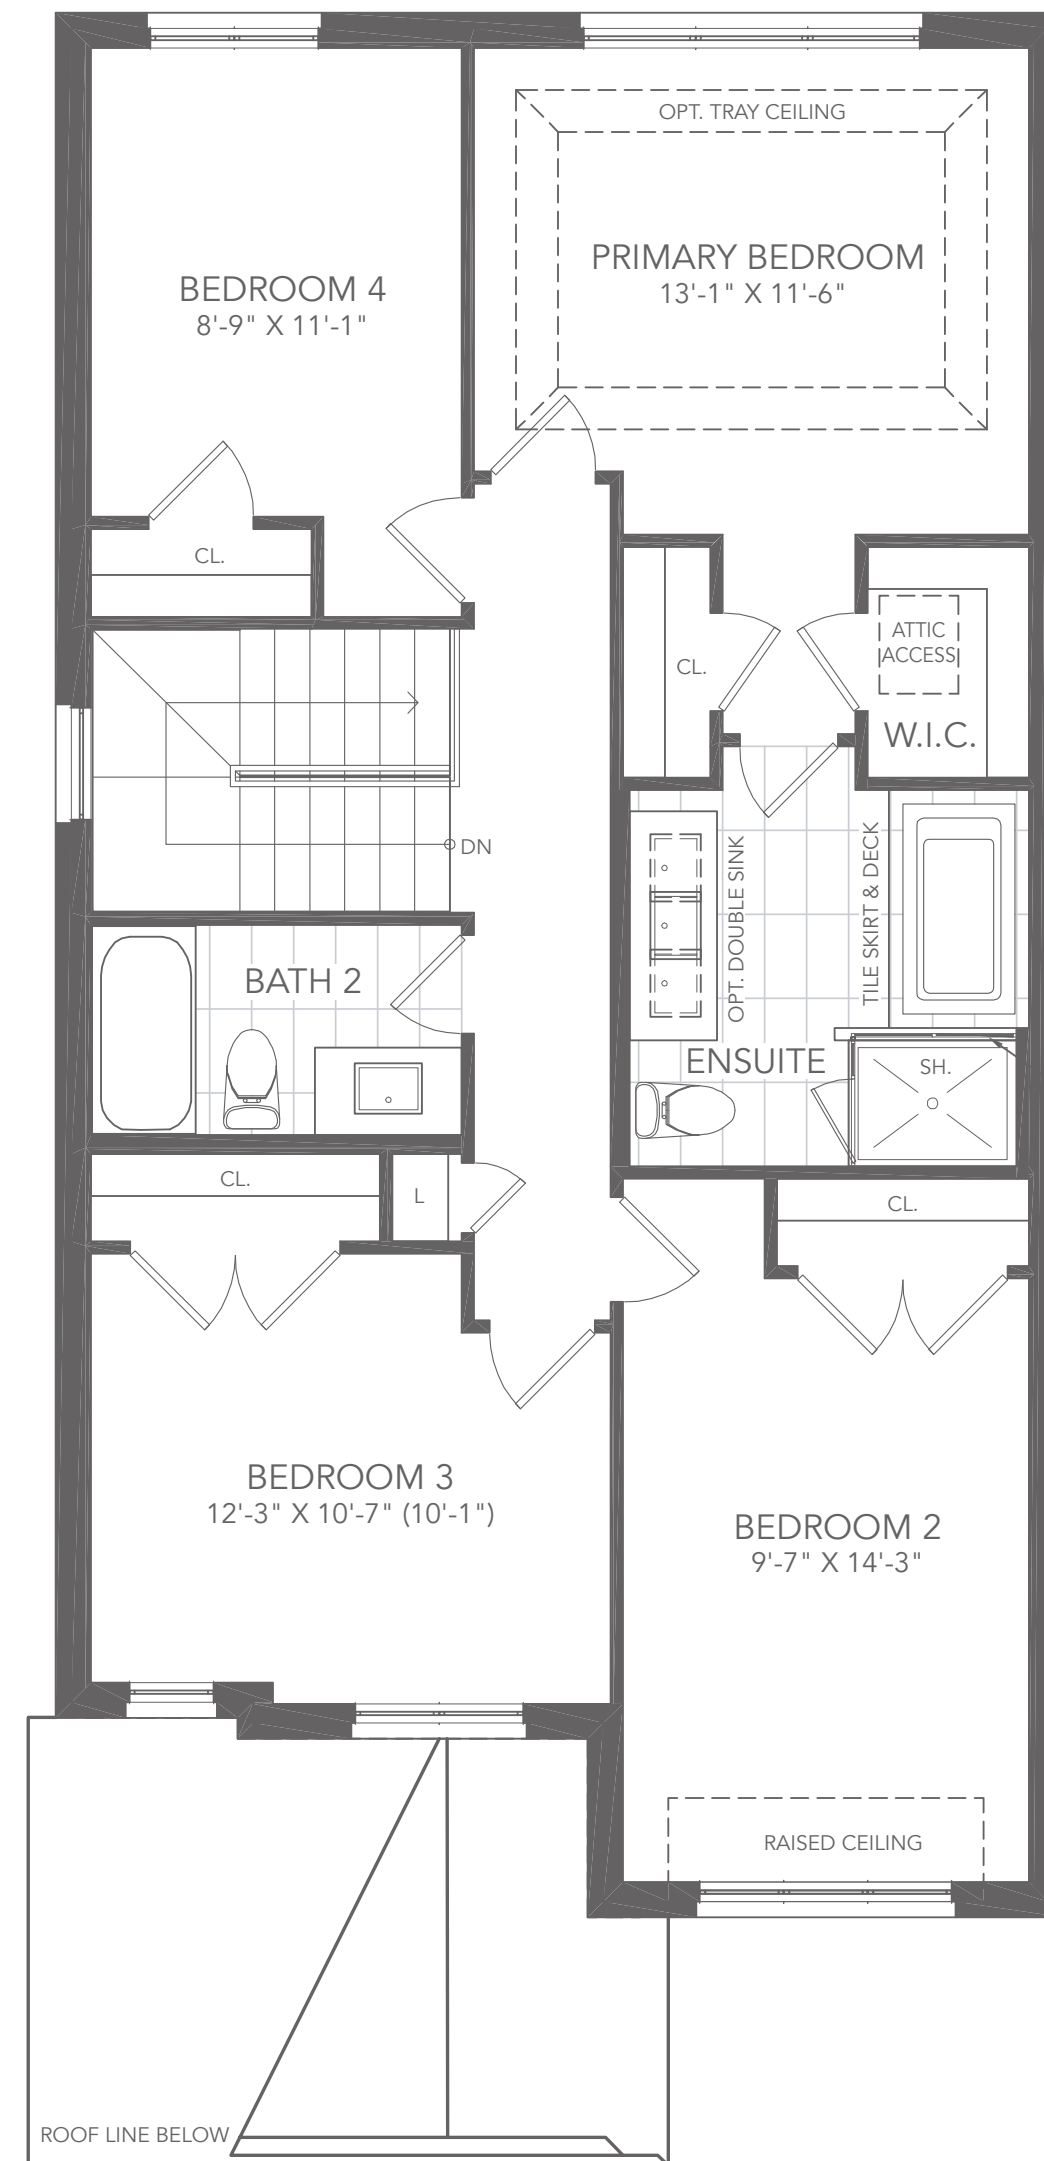 OPT. TRAY CEILING
PRIMARY BEDROOM
13'-1" X 11'-6"
BEDROOM 4
8'-9" X 11'-1"
CL.
ATTIC
ACCESS
CL.
W.I.C.
DN
OPT. DOUBLE SINK
TILE SKIRT & DECK
BATH 2
ENSUITE
SH.
CL.
L
CL.
BEDROOM 3
12'-3" X 10'-7" (10'-1")
BEDROOM 2
9'-7" X 14'-3"
RAISED CEILING
ROOF LINE BELOW